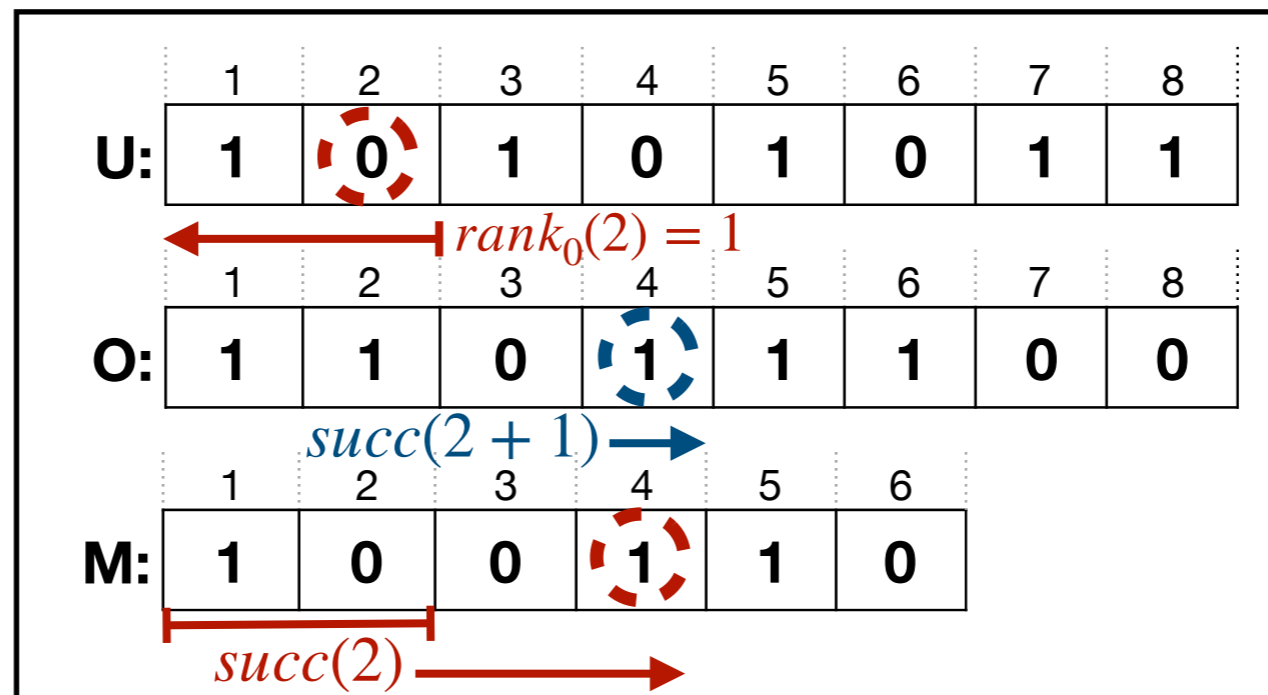 1 2 3 4 5 6 7 8
U: 1 0 1 0 1 0 1 1
rank₀(2) = 1
1 2 3 4 5 6 7 8
O: 1 1 0 1 1 1 0 0
succ(2 + 1)
1 2 3 4 5 6
M: 1 0 0 1 1 0
succ(2)